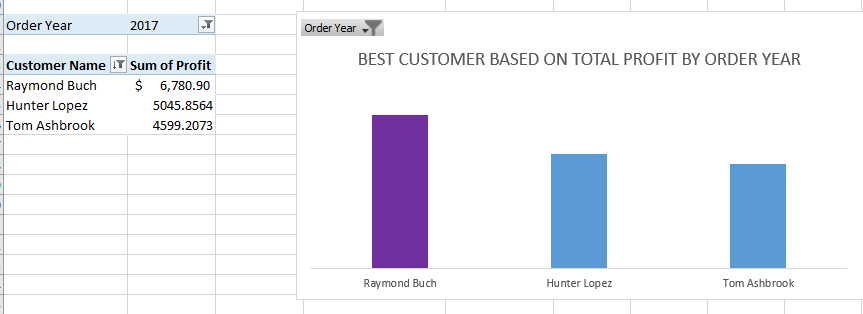 Order Year 2017
Customer Name Sum of Profit
Raymond Buch $ 6,780.90
Hunter Lopez 5045.8564
Tom Ashbrook 4599.2073
Order Year
BEST CUSTOMER BASED ON TOTAL PROFIT BY ORDER YEAR
Raymond Buch Hunter Lopez Tom Ashbrook